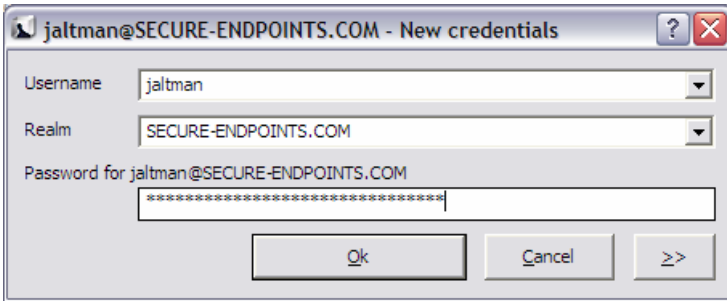 jaltman@SECURE-ENDPOINTS.COM - New credentials
Username jaltman
Realm SECURE-ENDPOINTS.COM
Password for jaltman@SECURE-ENDPOINTS.COM
*******************************
Ok Cancel >>